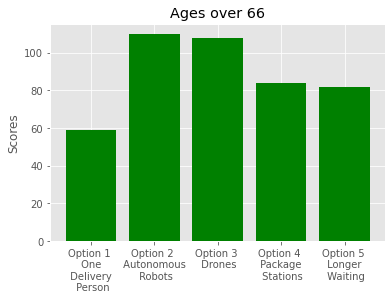 Ages over 66
Scores
100
80
60
40
20
0
Option 1 Option 2 Option 3 Option 4 Option 5
One Autonomous Drones Package Longer
Delivery Robots Stations Waiting
Person